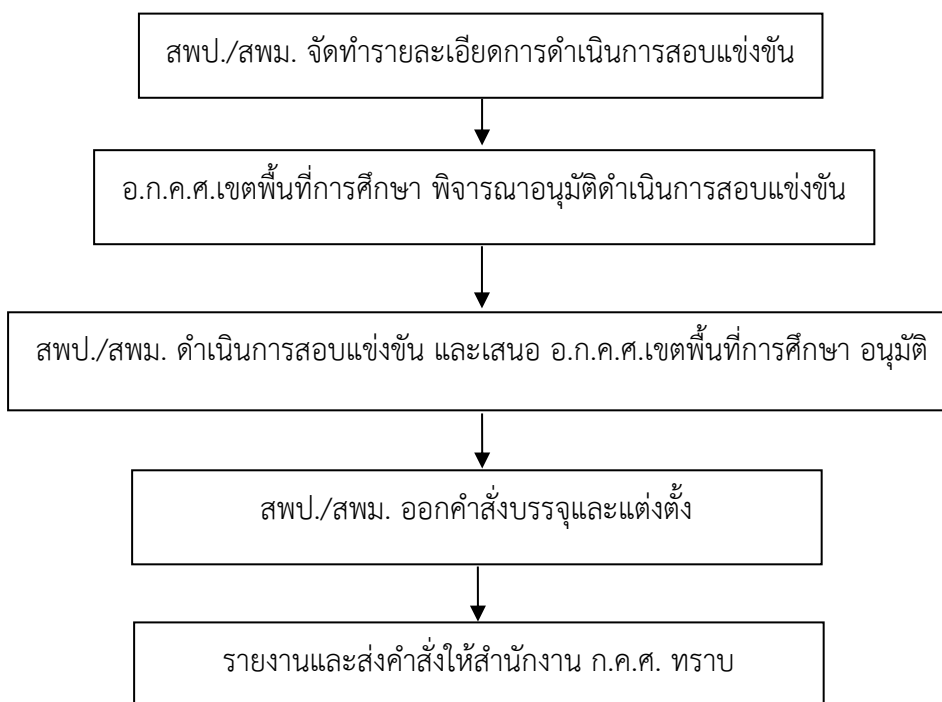 สพป./สพม. จัดทำรายละเอียดการดำเนินการสอบแข่งขัน
อ.ก.ค.ศ.เขตพื้นที่การศึกษา พิจารณาอนุมัติดำเนินการสอบแข่งขัน
สพป./สพม. ดำเนินการสอบแข่งขัน และเสนอ อ.ก.ค.ศ.เขตพื้นที่การศึกษา อนุมัติ
สพป./สพม. ออกคำสั่งบรรจุและแต่งตั้ง
รายงานและส่งคำสั่งให้สำนักงาน ก.ค.ศ. ทราบ